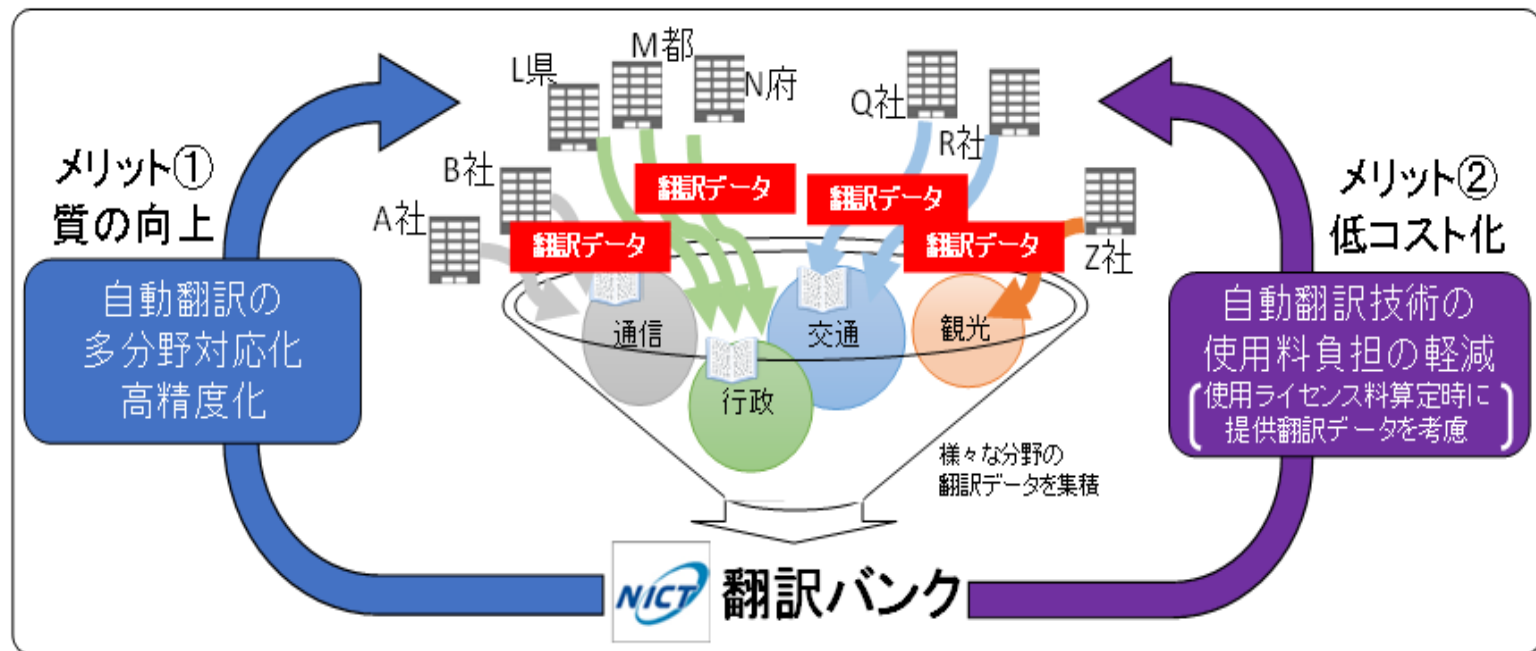 メリット①
質の向上
自動翻訳の
多分野対応化
高精度化
A社
B社
L県
M都
N府
Q社
R社
Z社
翻訳データ
翻訳データ
翻訳データ
翻訳データ
通信
行政
交通
観光
様々な分野の
翻訳データを集積
メリット②
低コスト化
自動翻訳技術の
使用料負担の軽減
使用ライセンス料算定時に
提供翻訳データを考慮
NICT 翻訳バンク